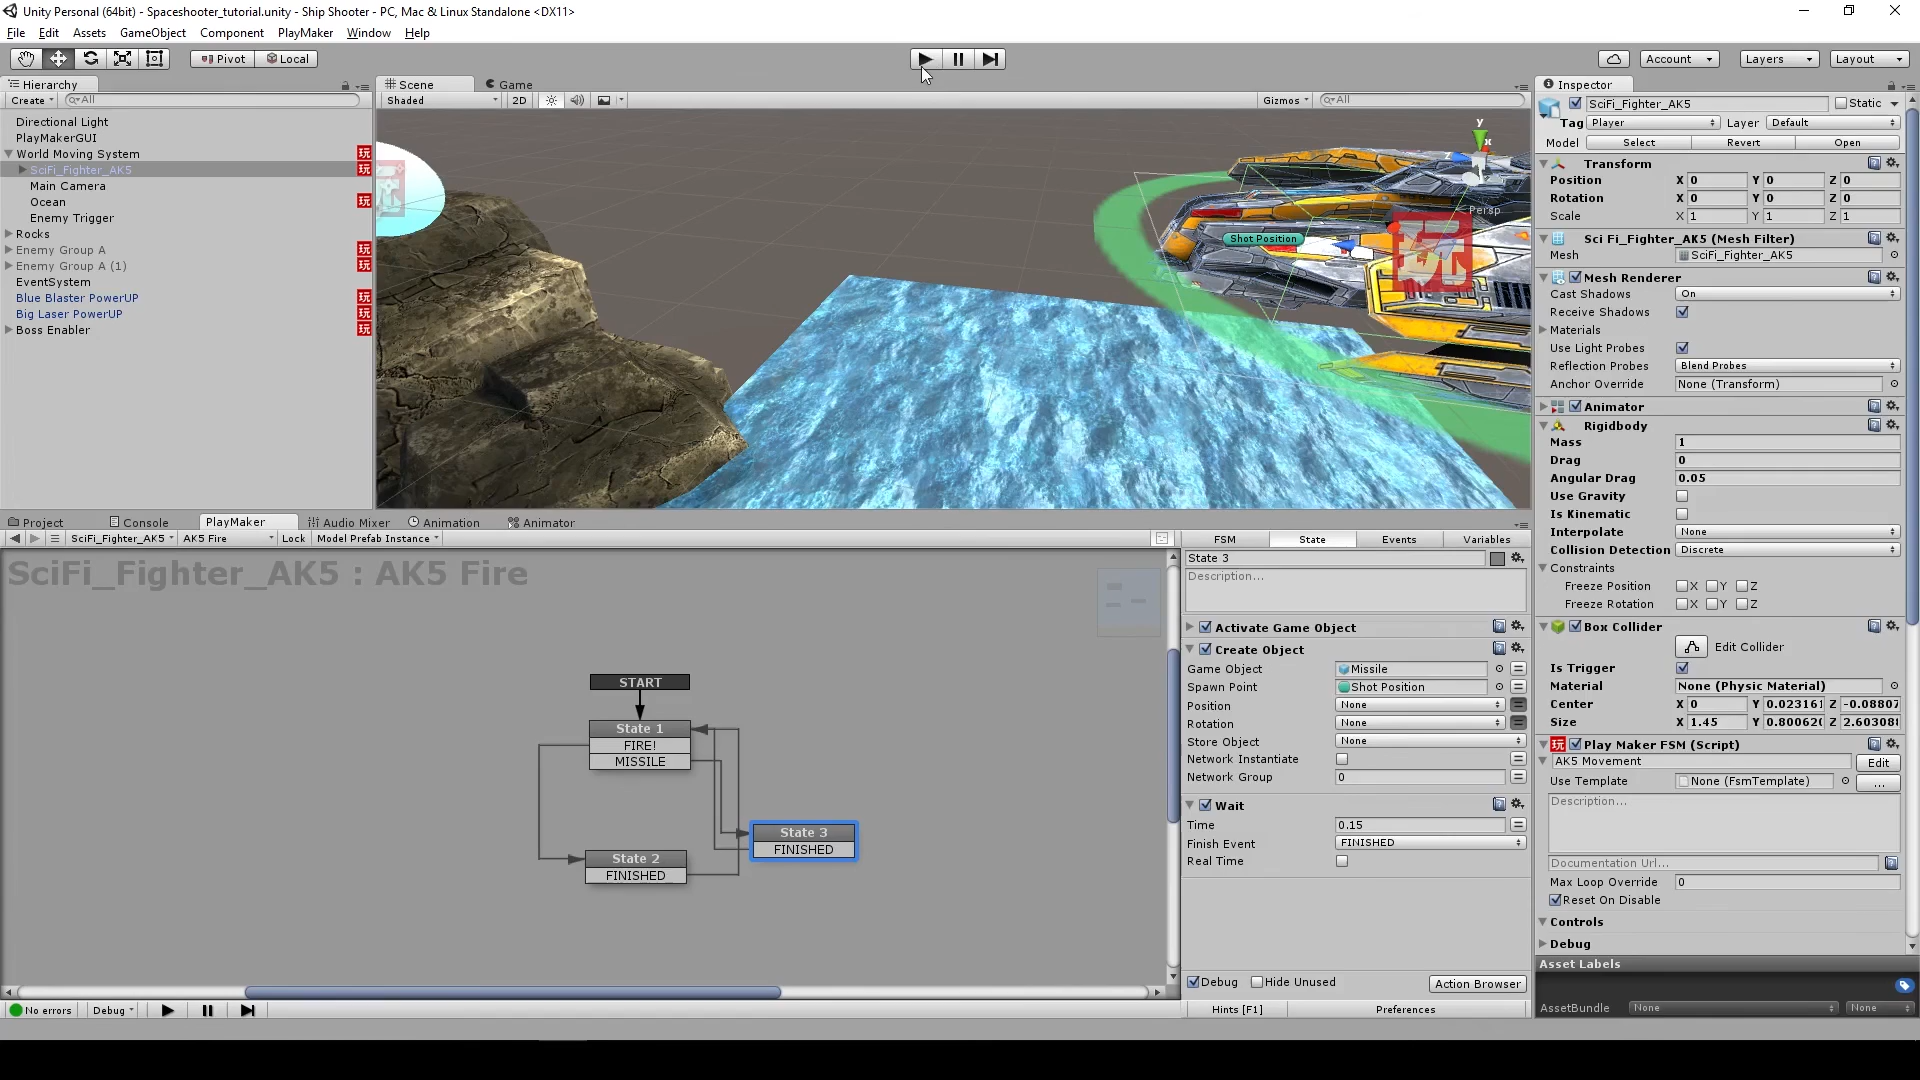 Unity Personal (64bit) - Spaceshooter_tutorial.unity - Ship Shooter - PC, Mac & Linux Standalone <DX11>
File Edit Assets GameObject Component PlayMaker Window Help
Pivot Local Account Layers Layout
Hierarchy
Create All
Directional Light
PlayMakerGUI
World Moving System
SciFi_Fighter_AK5
Main Camera
Ocean
Enemy Trigger
Rocks
Enemy Group A
Enemy Group A (1)
EventSystem
Blue Blaster PowerUP
Big Laser PowerUP
Boss Enabler
Scene Game
Shaded 2D Gizmos All
y
x
Persp
Shot Position
玩
Inspector
SciFi_Fighter_AK5 Static
Tag Player Layer Default
Model Select Revert Open
Transform
Position X 0 Y 0 Z 0
Rotation X 0 Y 0 Z 0
Scale X 1 Y 1 Z 1
Sci Fi_Fighter_AK5 (Mesh Filter)
Mesh SciFi_Fighter_AK5
Mesh Renderer
Cast Shadows On
Receive Shadows
Materials
Use Light Probes
Reflection Probes Blend Probes
Anchor Override None (Transform)
Animator
Rigidbody
Mass 1
Drag 0
Angular Drag 0.05
Use Gravity
Is Kinematic
Interpolate None
Collision Detection Discrete
Constraints
Freeze Position X Y Z
Freeze Rotation X Y Z
Box Collider
Edit Collider
Is Trigger
Material None (Physic Material)
Center X 0 Y 0.02316 Z -0.08807
Size X 1.45 Y 0.80062 Z 2.60308
玩 Play Maker FSM (Script)
AK5 Movement Edit
Use Template None (FsmTemplate) ...
Description...
Documentation Url...
Max Loop Override 0
Reset On Disable
Controls
Debug
Asset Labels
AssetBundle None None
Project Console PlayMaker Audio Mixer Animation Animator
SciFi_Fighter_AK5 AK5 Fire Lock Model Prefab Instance
SciFi_Fighter_AK5 : AK5 Fire
START
State 1
FIRE!
MISSILE
State 2
FINISHED
State 3
FINISHED
FSM State Events Variables
State 3
Description...
Activate Game Object
Create Object
Game Object Missile
Spawn Point Shot Position
Position None
Rotation None
Store Object None
Network Instantiate
Network Group 0
Wait
Time 0.15
Finish Event FINISHED
Real Time
Debug Hide Unused Action Browser
No errors Debug Hints [F1] Preferences